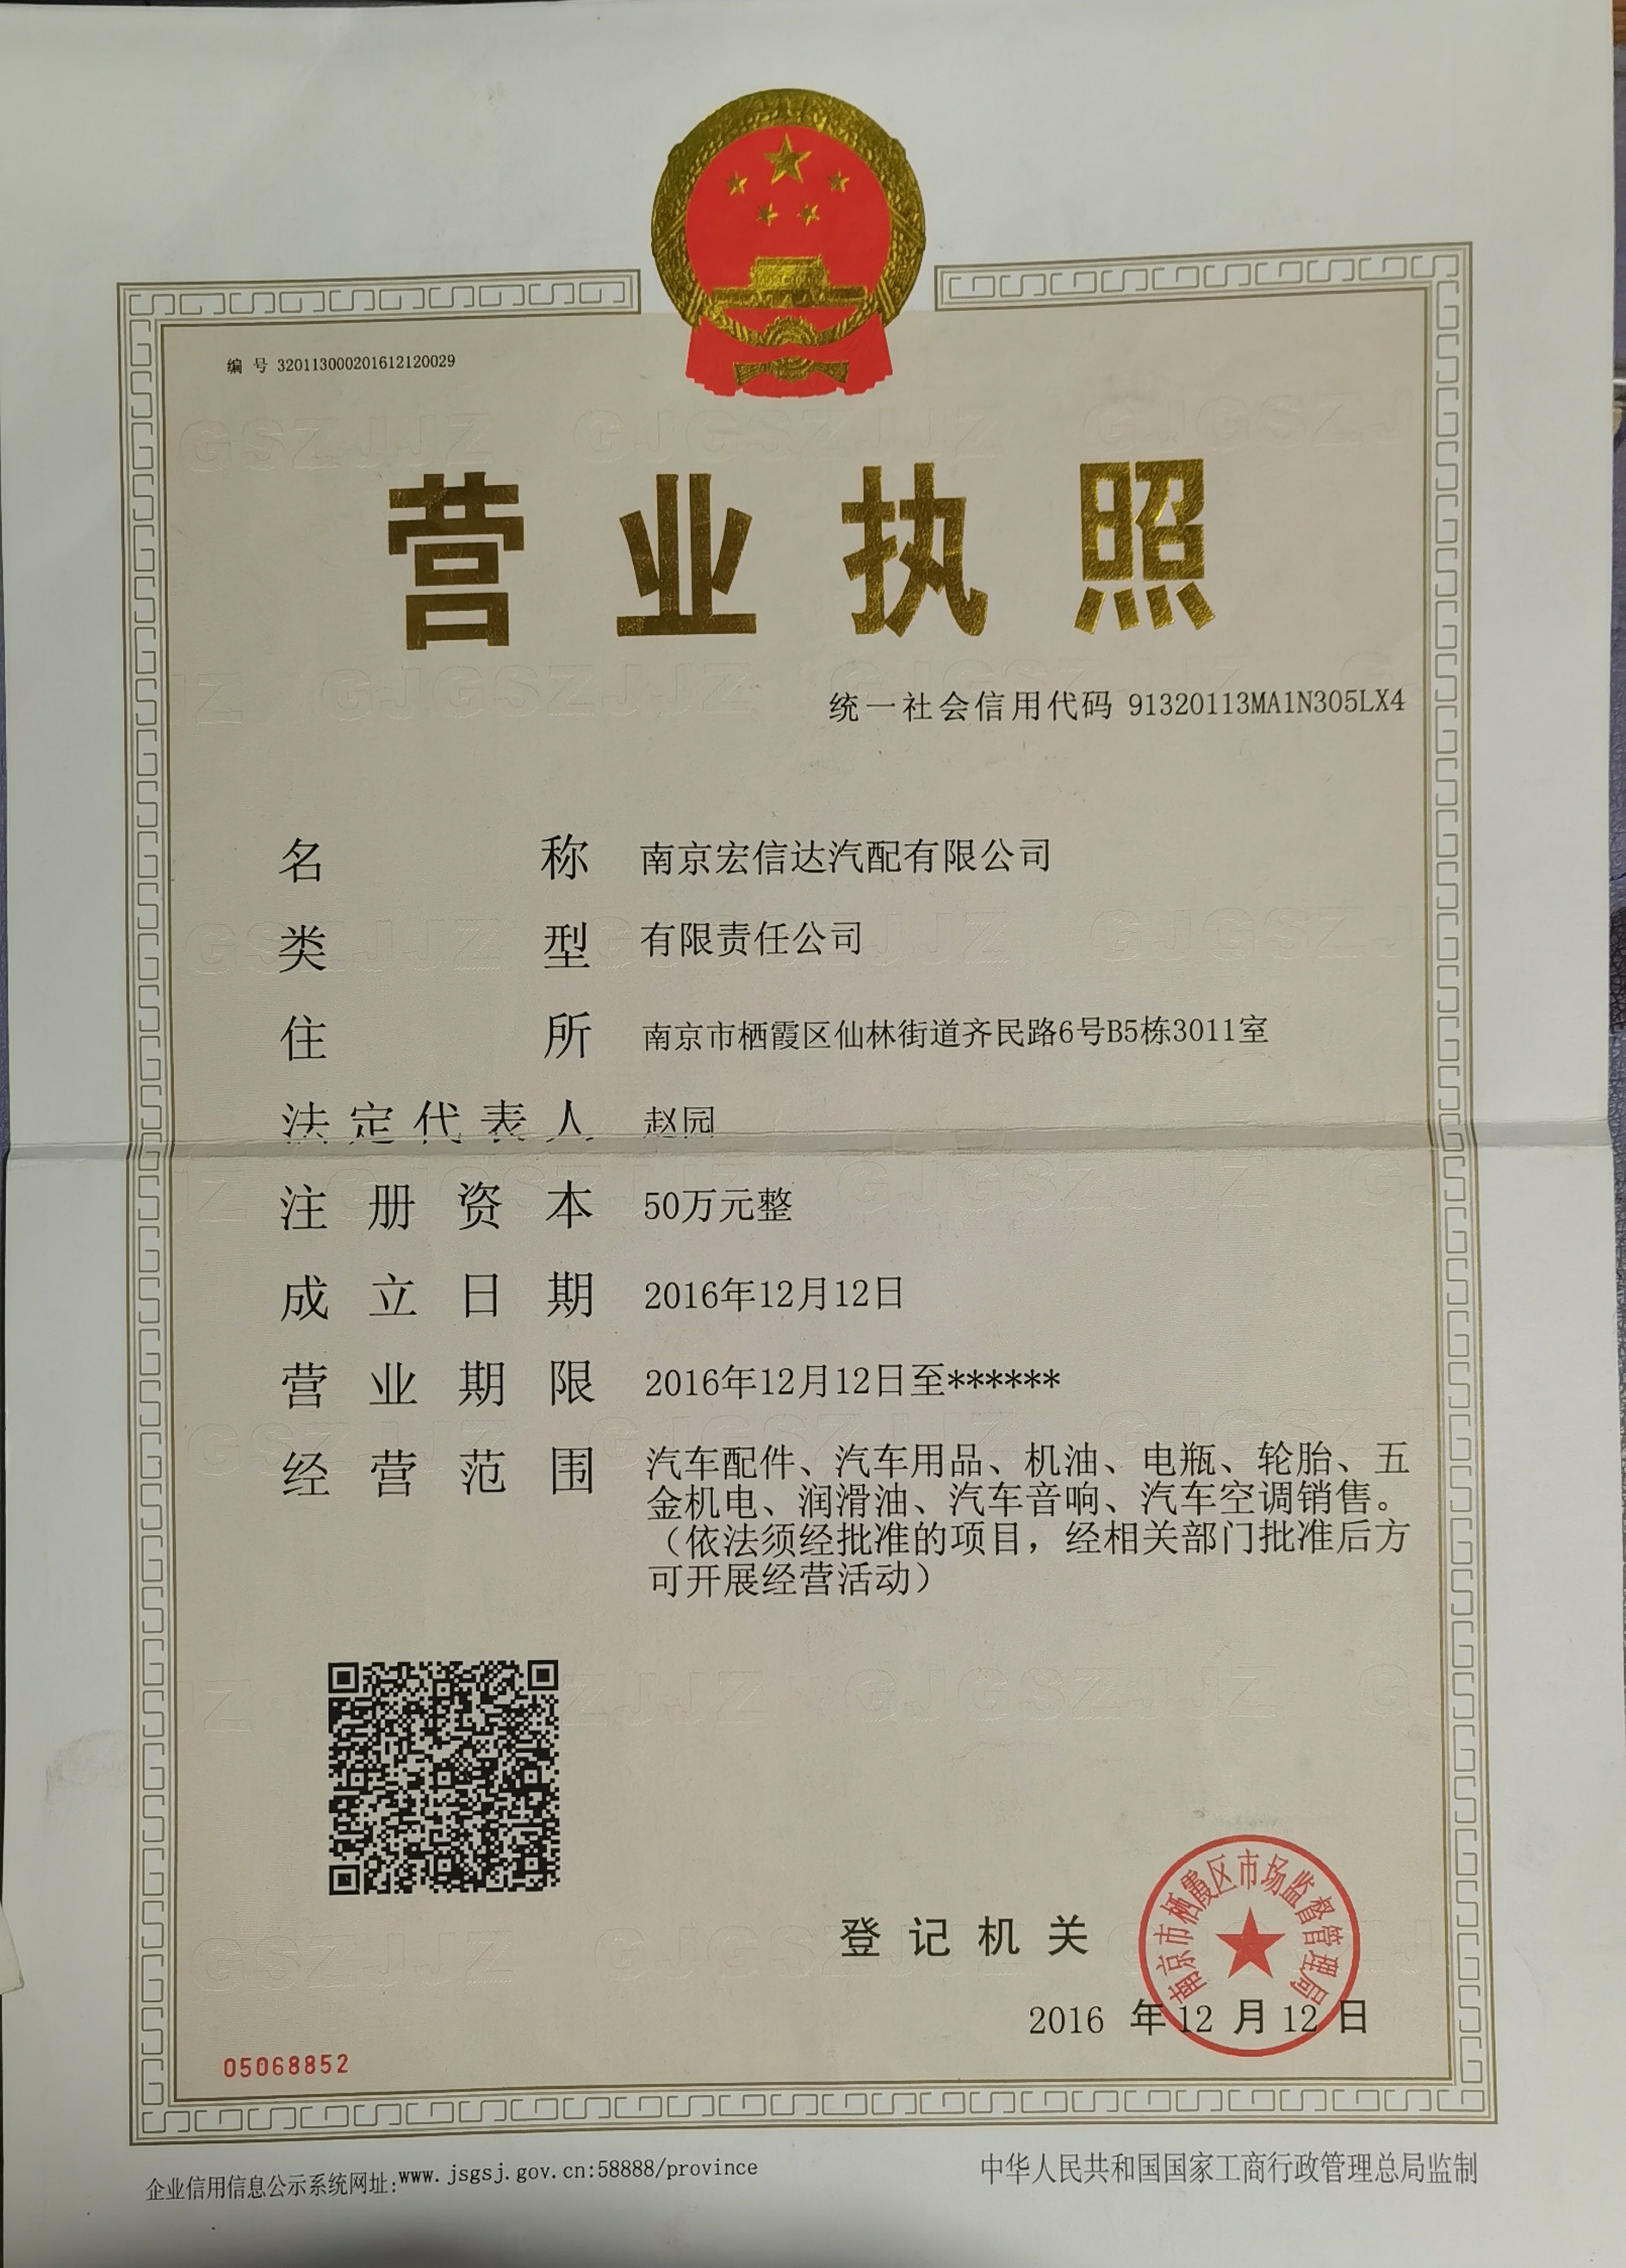 编 号 320113000201612120029
营业执照
统一社会信用代码 91320113MA1N305LX4
名称 南京宏信达汽配有限公司
类型 有限责任公司
住所 南京市栖霞区仙林街道齐民路6号B5栋3011室
法定代表人 赵园
注册资本 50万元整
成立日期 2016年12月12日
营业期限 2016年12月12日至******
经营范围 汽车配件、汽车用品、机油、电瓶、轮胎、五
金机电、润滑油、汽车音响、汽车空调销售。
（依法须经批准的项目，经相关部门批准后方
可开展经营活动）
登记机关
南京市栖霞区市场监督管理局
2016 年 12 月 12 日
05068852
企业信用信息公示系统网址:www.jsgsj.gov.cn:58888/province
中华人民共和国国家工商行政管理总局监制